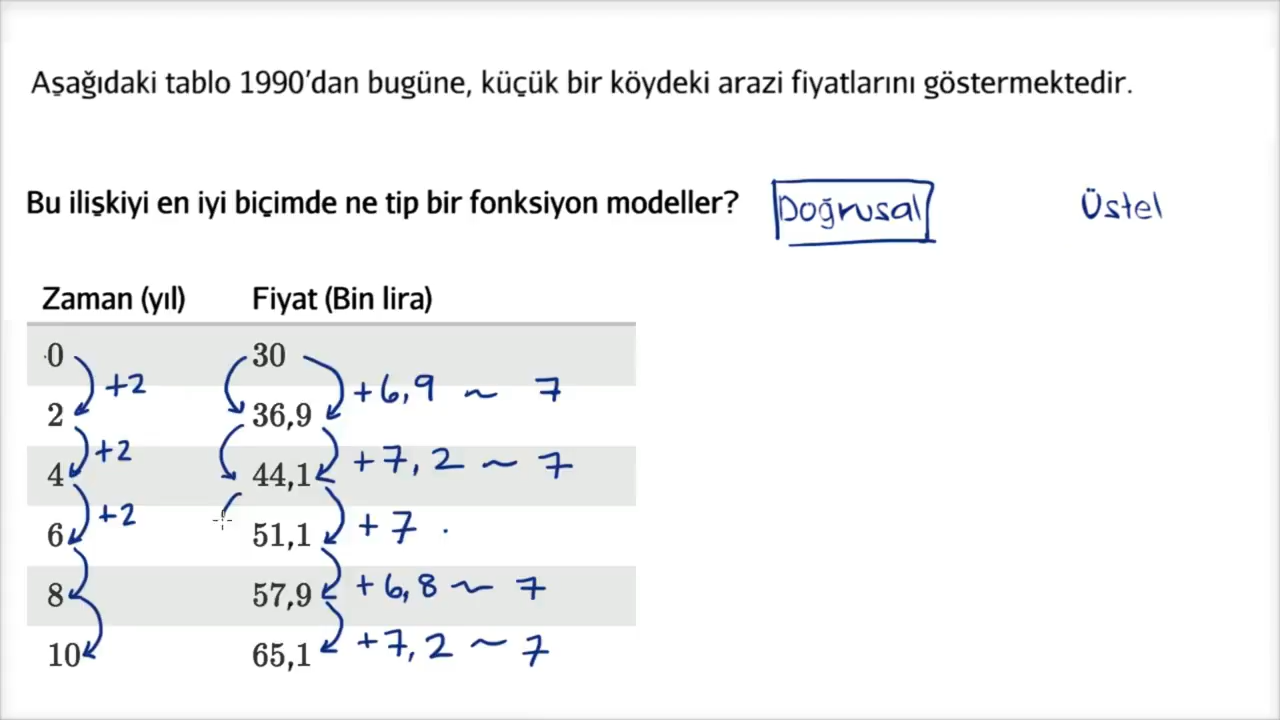 Aşağıdaki tablo 1990'dan bugüne, küçük bir köydeki arazi fiyatlarını göstermektedir.
Bu ilişkiyi en iyi biçimde ne tip bir fonksiyon modeller? Doğrusal Üstel
Zaman (yıl) Fiyat (Bin lira)
0 30
+2 +6,9 ~ 7
2 36,9
+2 +7,2 ~ 7
4 44,1
+2 +7
6 51,1
+6,8 ~ 7
8 57,9
+7,2 ~ 7
10 65,1